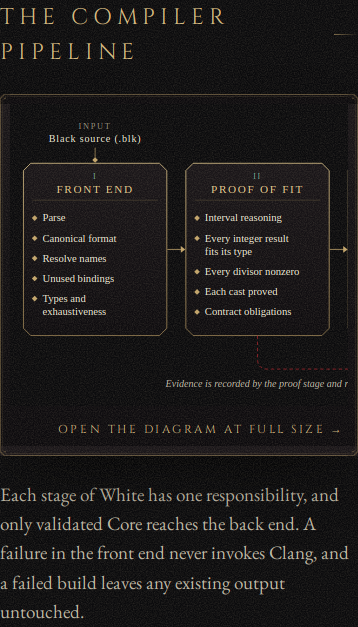 THE COMPILER
PIPELINE
INPUT
Black source (.blk)
I
FRONT END
Parse
Canonical format
Resolve names
Unused bindings
Types and
exhaustiveness
II
PROOF OF FIT
Interval reasoning
Every integer result
fits its type
Every divisor nonzero
Each cast proved
Contract obligations
Evidence is recorded by the proof stage and r
OPEN THE DIAGRAM AT FULL SIZE →
Each stage of White has one responsibility, and
only validated Core reaches the back end. A
failure in the front end never invokes Clang, and
a failed build leaves any existing output
untouched.